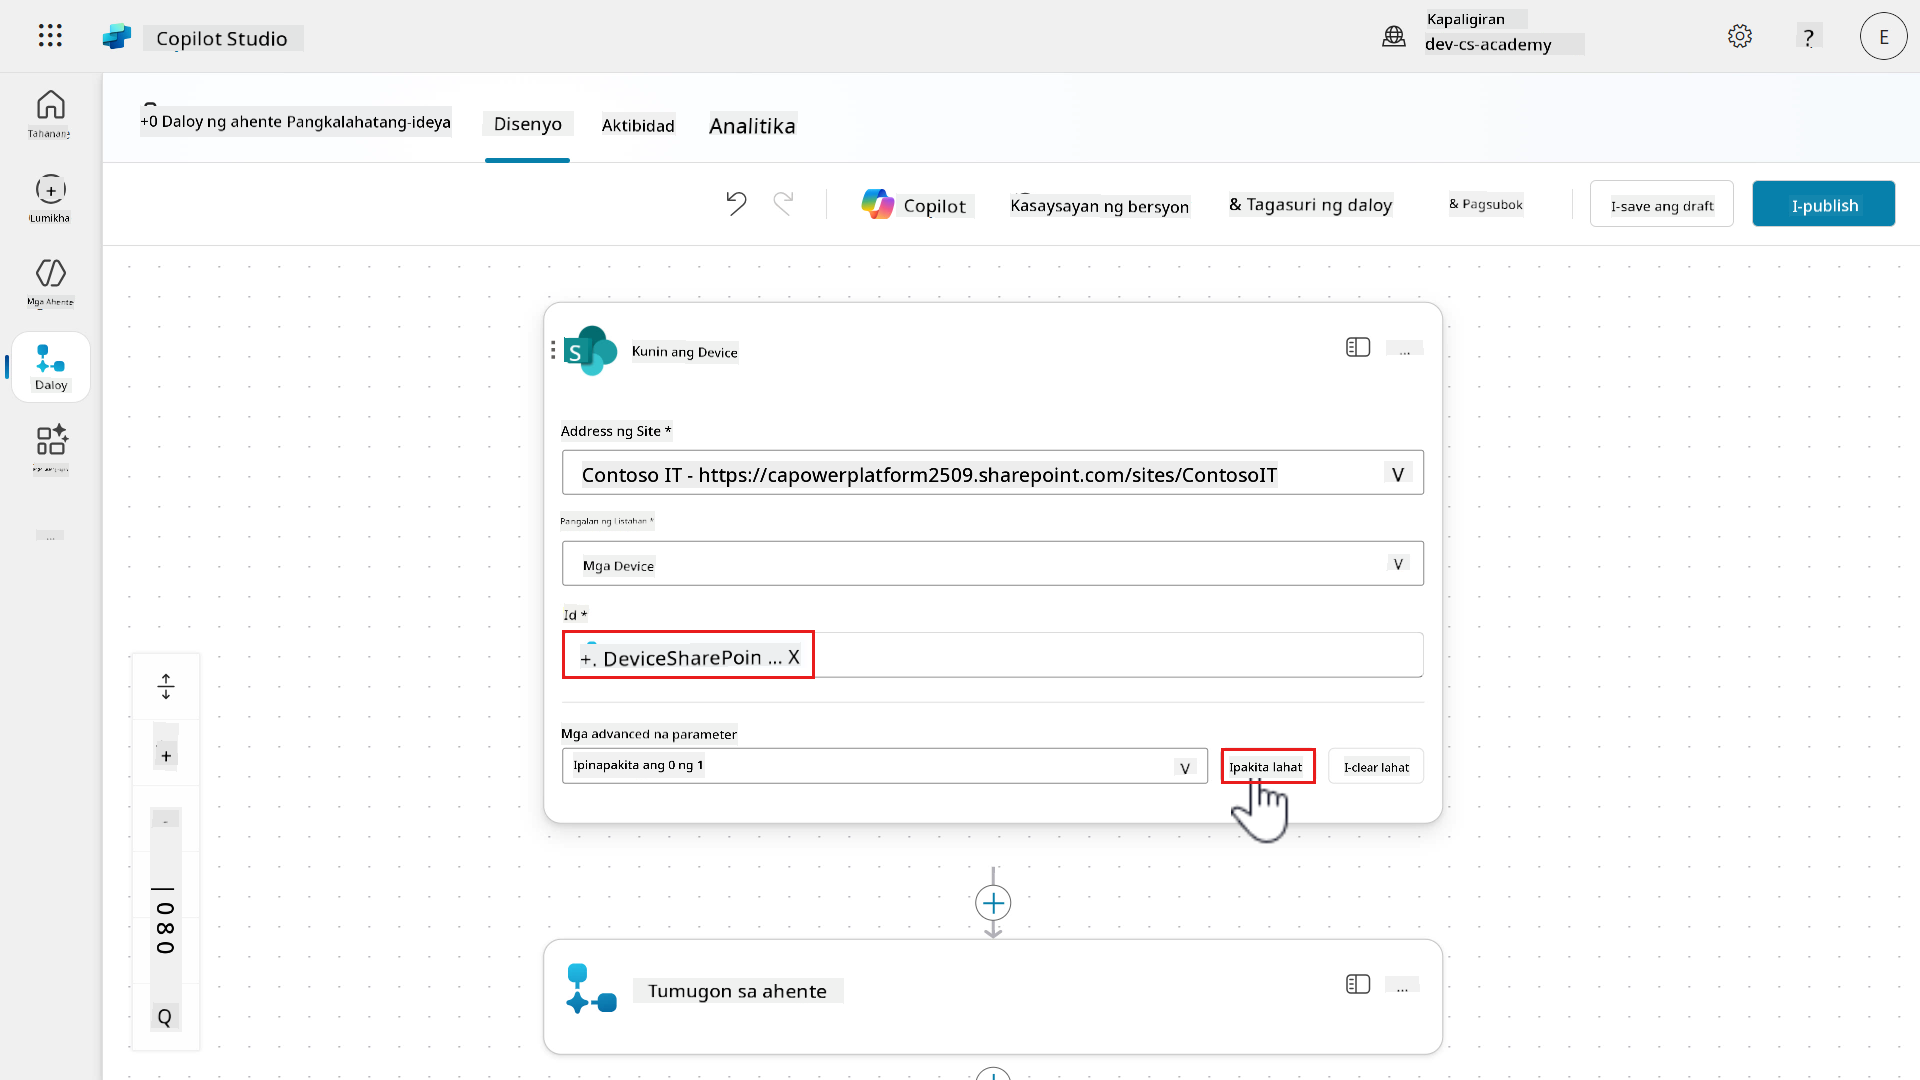 Copilot Studio
Kapaligiran
dev-cs-academy
?
E
Tahanang
Lumikha
Mga Ahente
Daloy
...
+0 Daloy ng ahente Pangkalahatang-ideya
Disenyo
Aktibidad
Analitika
Copilot
Kasaysayan ng bersyon
& Tagasuri ng daloy
& Pagsubok
I-save ang draft
I-publish
S
Kunin ang Device
...
Address ng Site *
Contoso IT - https://capowerplatform2509.sharepoint.com/sites/ContosoIT
V
Pangalan ng Listahan *
Mga Device
V
Id *
+. DeviceSharePoin ... X
Mga advanced na parameter
Ipinapakita ang 0 ng 1
V
Ipakita lahat
I-clear lahat
+
-
| 080
Q
Tumugon sa ahente
...